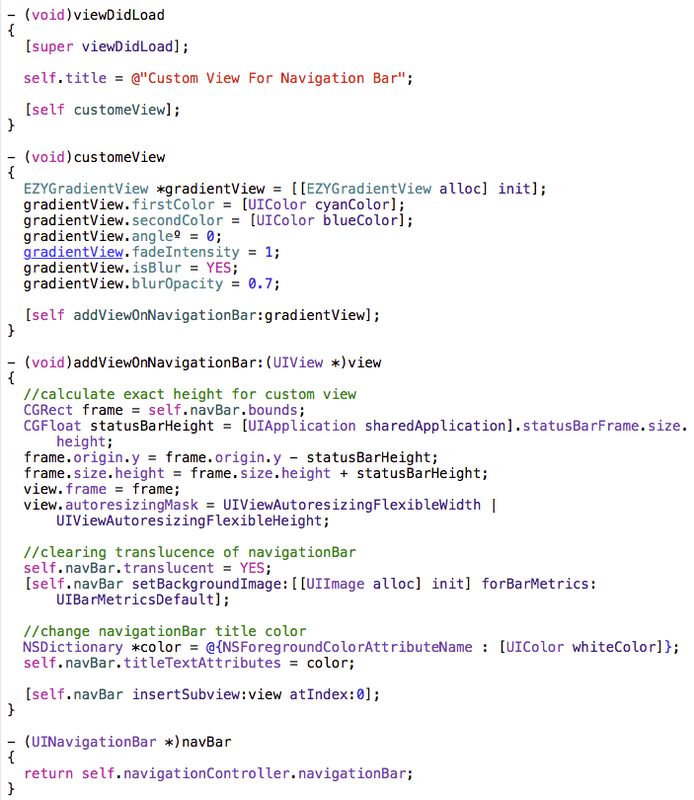 - (void)viewDidLoad
{
[super viewDidLoad];
self.title = @"Custom View For Navigation Bar";
[self customeView];
}
- (void)customeView
{
EZYGradientView *gradientView = [[EZYGradientView alloc] init];
gradientView.firstColor = [UIColor cyanColor];
gradientView.secondColor = [UIColor blueColor];
gradientView.angleº = 0;
gradientView.fadeIntensity = 1;
gradientView.isBlur = YES;
gradientView.blurOpacity = 0.7;
[self addViewOnNavigationBar:gradientView];
}
- (void)addViewOnNavigationBar:(UIView *)view
{
//calculate exact height for custom view
CGRect frame = self.navBar.bounds;
CGFloat statusBarHeight = [UIApplication sharedApplication].statusBarFrame.size.
height;
frame.origin.y = frame.origin.y - statusBarHeight;
frame.size.height = frame.size.height + statusBarHeight;
view.frame = frame;
view.autoresizingMask = UIViewAutoresizingFlexibleWidth |
UIViewAutoresizingFlexibleHeight;
//clearing translucence of navigationBar
self.navBar.translucent = YES;
[self.navBar setBackgroundImage:[[UIImage alloc] init] forBarMetrics:
UIBarMetricsDefault];
//change navigationBar title color
NSDictionary *color = @{NSForegroundColorAttributeName : [UIColor whiteColor]};
self.navBar.titleTextAttributes = color;
[self.navBar insertSubview:view atIndex:0];
}
- (UINavigationBar *)navBar
{
return self.navigationController.navigationBar;
}